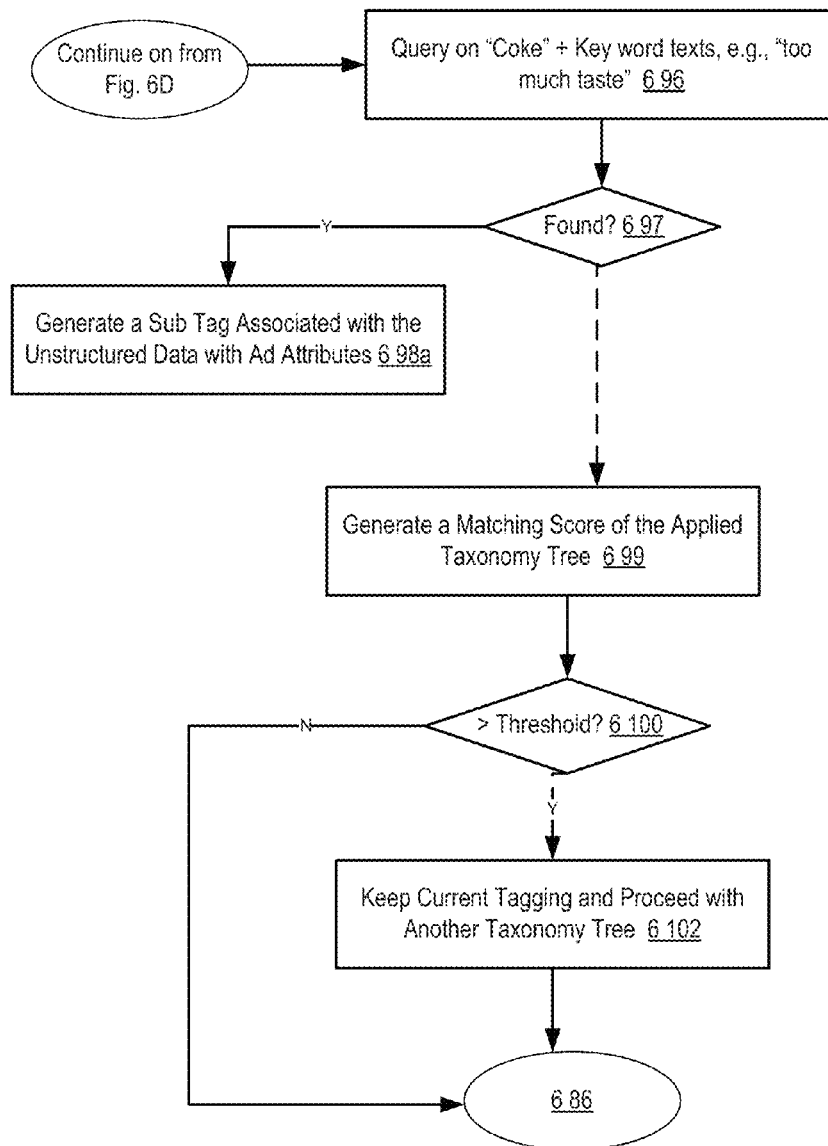 Continue on from
Fig. 6D
Query on “Coke” + Key word texts, e.g., “too
much taste” 6 96
Found? 6 97
Y
Generate a Sub Tag Associated with the
Unstructured Data with Ad Attributes 6 98a
Generate a Matching Score of the Applied
Taxonomy Tree 6 99
> Threshold? 6 100
N
Y
Keep Current Tagging and Proceed with
Another Taxonomy Tree 6 102
6 86